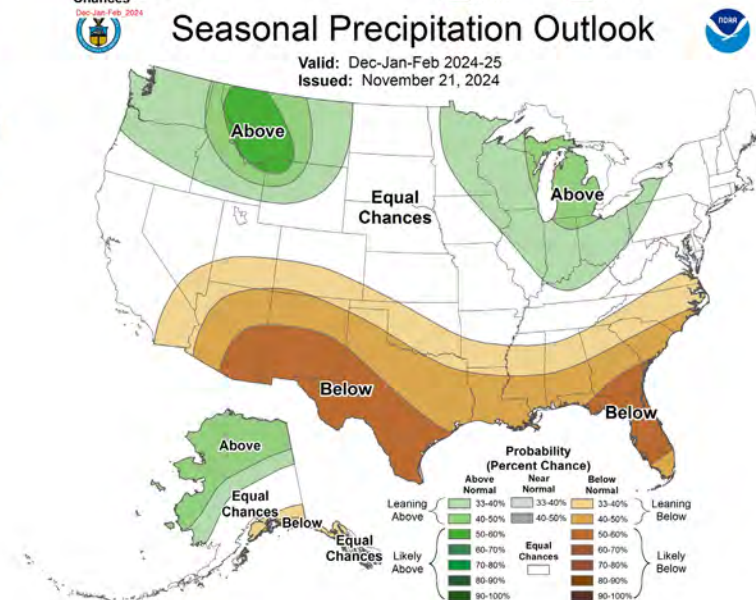 Chances
Dec-Jan-Feb 2024
Seasonal Precipitation Outlook
NOAA
Valid: Dec-Jan-Feb 2024-25
Issued: November 21, 2024
Above
Equal
Chances
Above
Below
Below
Above
Equal
Chances
Below
Equal
Chances
Probability
(Percent Chance)
Above
Normal
Near
Normal
Below
Normal
Leaning
Above
33-40%
40-50%
33-40%
40-50%
33-40%
40-50%
Leaning
Below
Likely
Above
50-60%
60-70%
70-80%
80-90%
90-100%
Equal
Chances
50-60%
60-70%
70-80%
80-90%
90-100%
Likely
Below